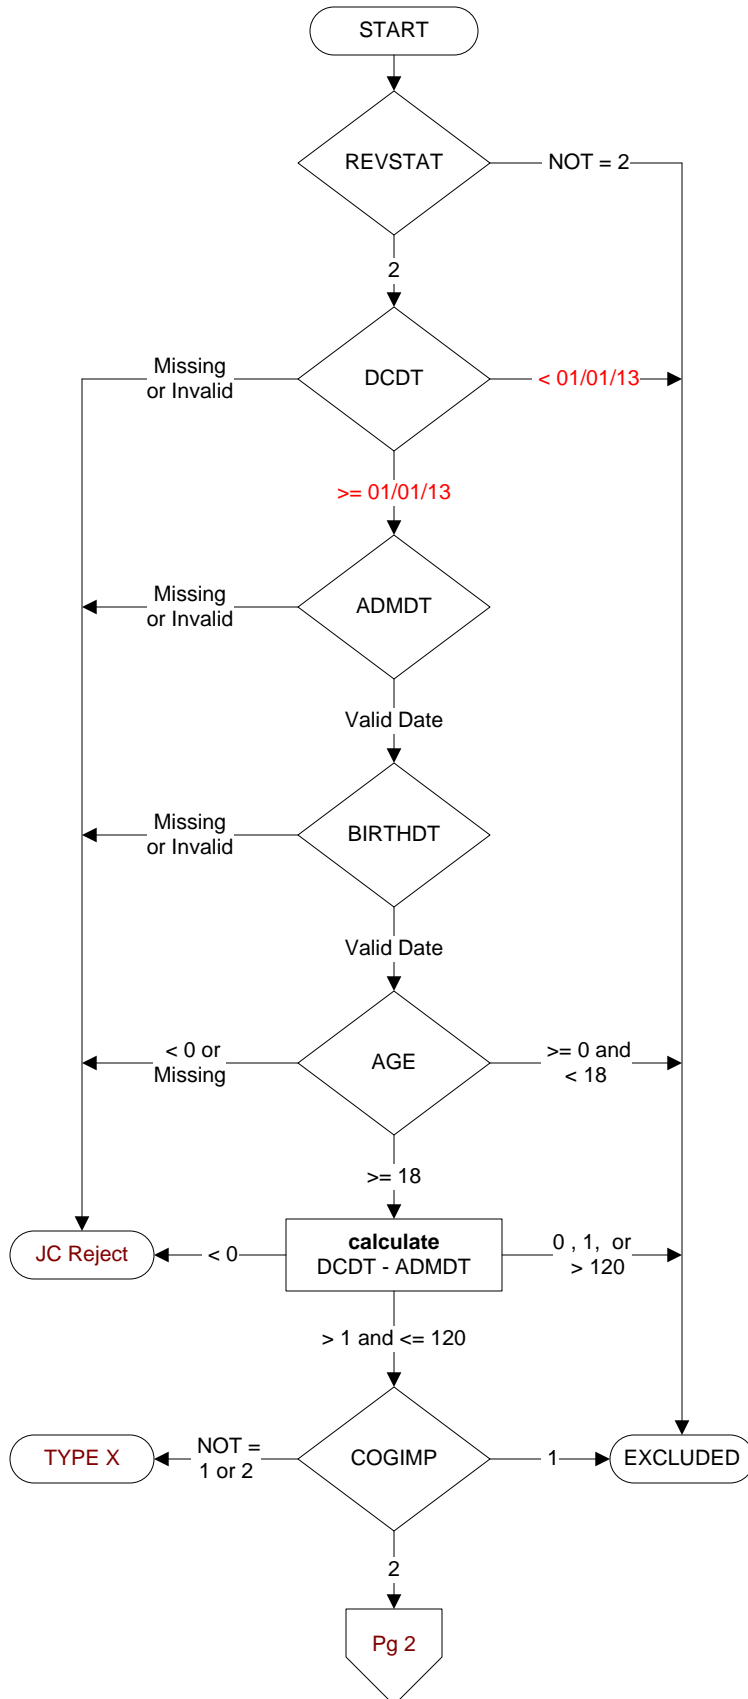 START
REVSTAT
NOT = 2
2
Missing
or Invalid
DCDT
< 01/01/13
>= 01/01/13
Missing
or Invalid
ADMDT
Valid Date
Missing
or Invalid
BIRTHDT
Valid Date
< 0 or
Missing
AGE
>= 0 and
< 18
>= 18
JC Reject
< 0
calculate
DCDT - ADMDT
0 , 1, or
> 120
> 1 and <= 120
TYPE X
NOT =
1 or 2
COGIMP
1
EXCLUDED
2
Pg 2